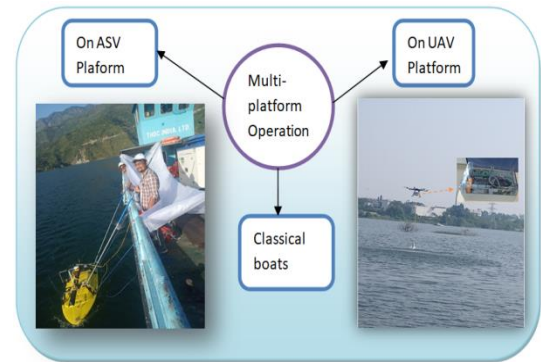 On ASV
Plaform
Multi-
platform
Operation
On UAV
Platform
Classical
boats